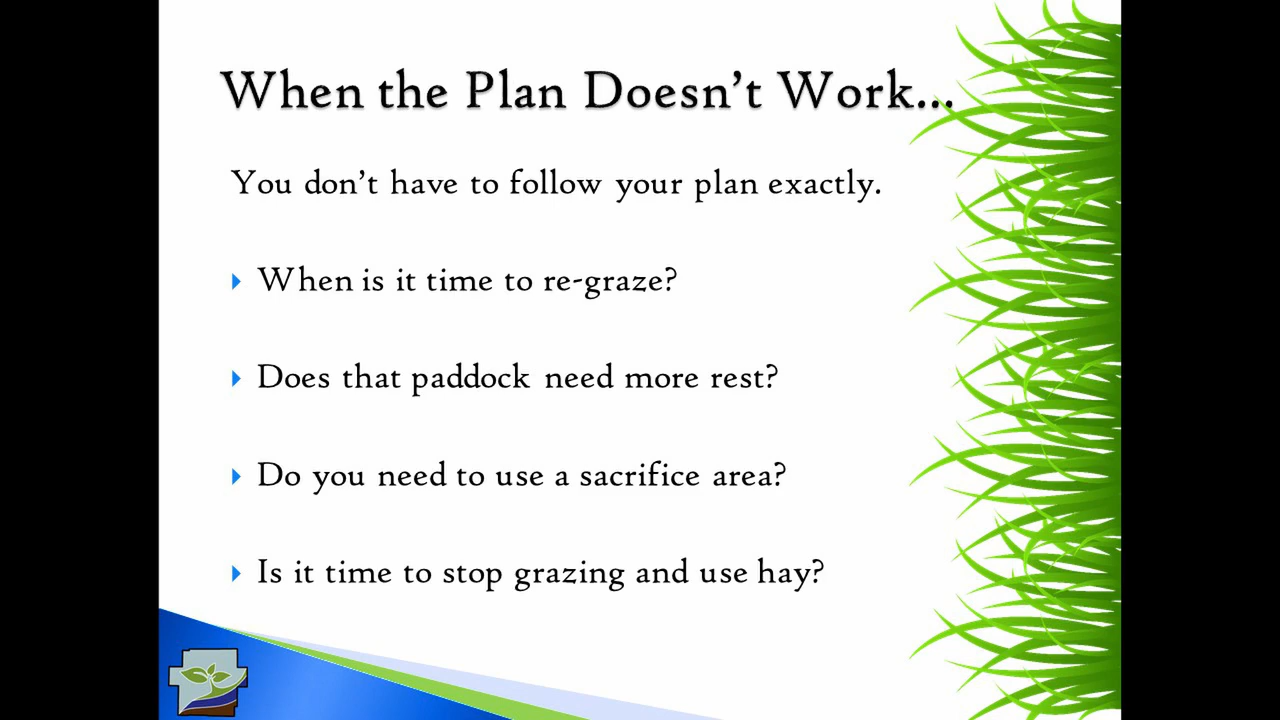 When the Plan Doesn't Work...
You don't have to follow your plan exactly.
When is it time to re-graze?
Does that paddock need more rest?
Do you need to use a sacrifice area?
Is it time to stop grazing and use hay?